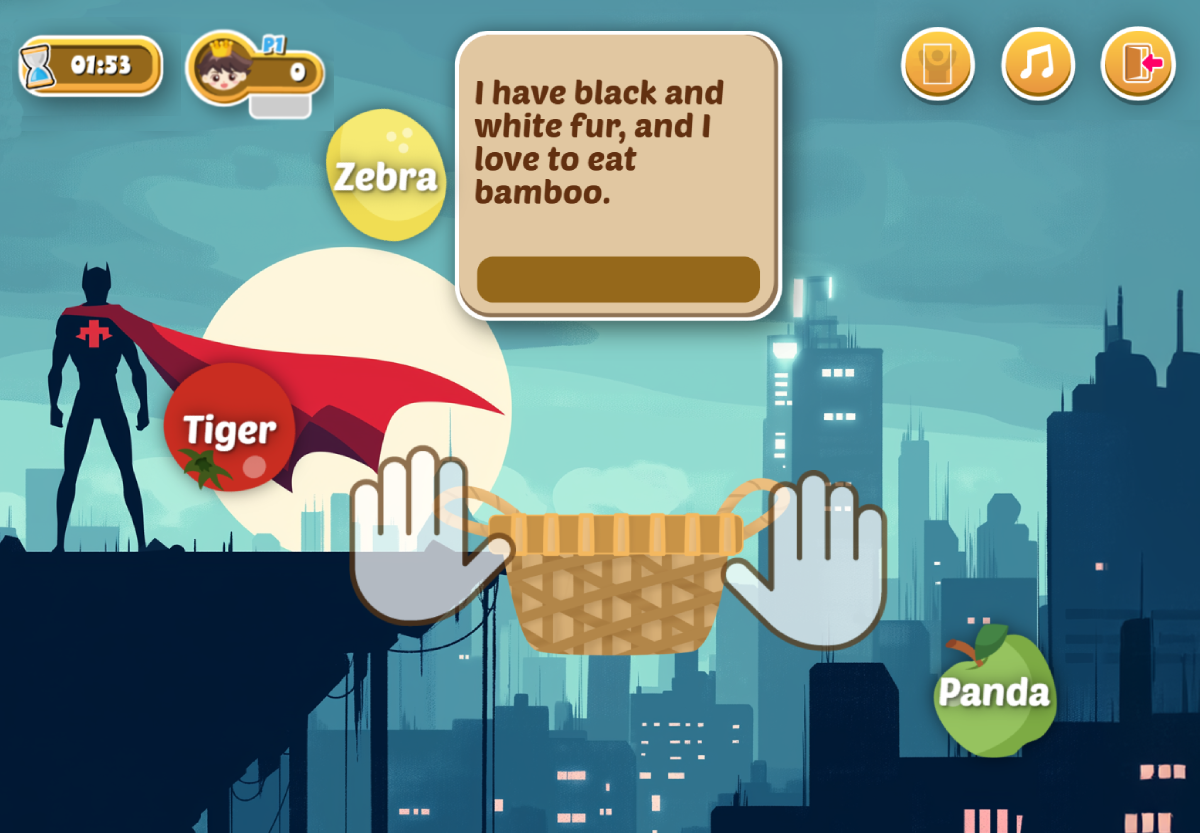 01:53
P1
0
I have black and
white fur, and I
love to eat
bamboo.
Zebra
Tiger
Panda